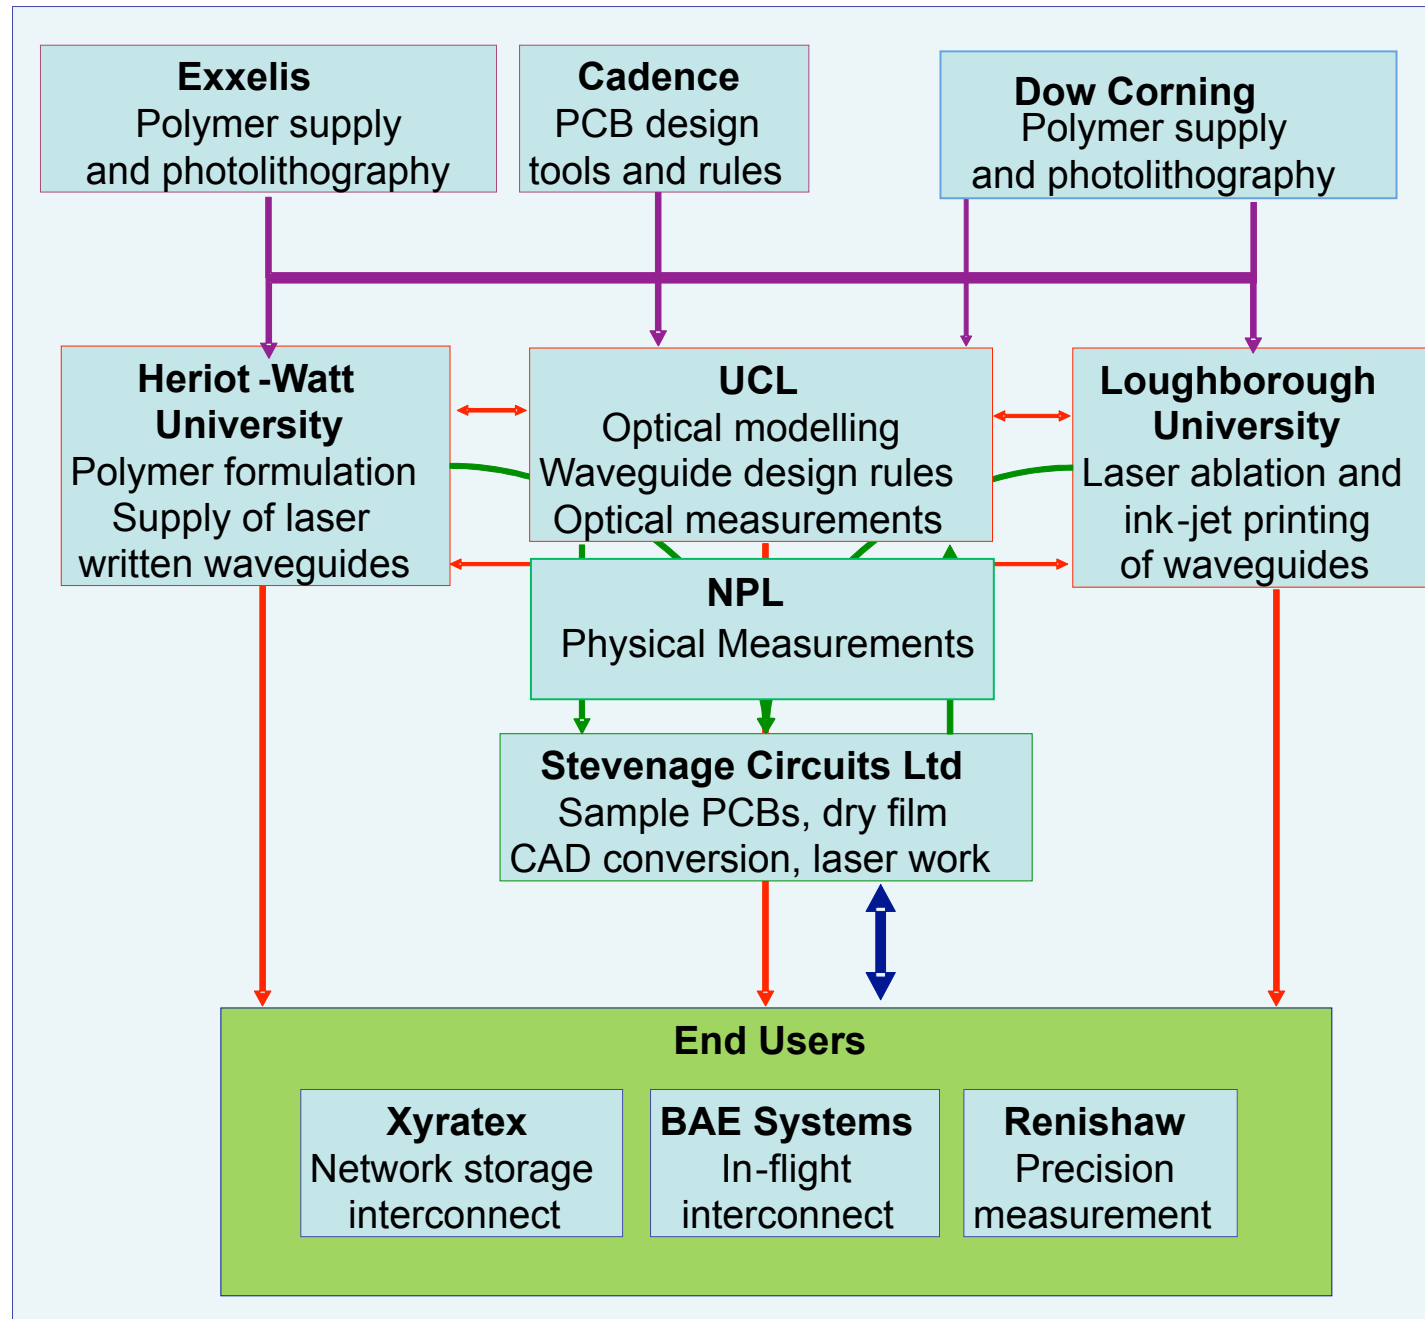 Exxelis
Polymer supply
and photolithography
Cadence
PCB design
tools and rules
Dow Corning
Polymer supply
and photolithography
Heriot-Watt
University
Polymer formulation
Supply of laser
written waveguides
UCL
Optical modelling
Waveguide design rules
Optical measurements
Loughborough
University
Laser ablation and
ink-jet printing
of waveguides
NPL
Physical Measurements
Stevenage Circuits Ltd
Sample PCBs, dry film
CAD conversion, laser work
End Users
Xyratex
Network storage
interconnect
BAE Systems
In-flight
interconnect
Renishaw
Precision
measurement